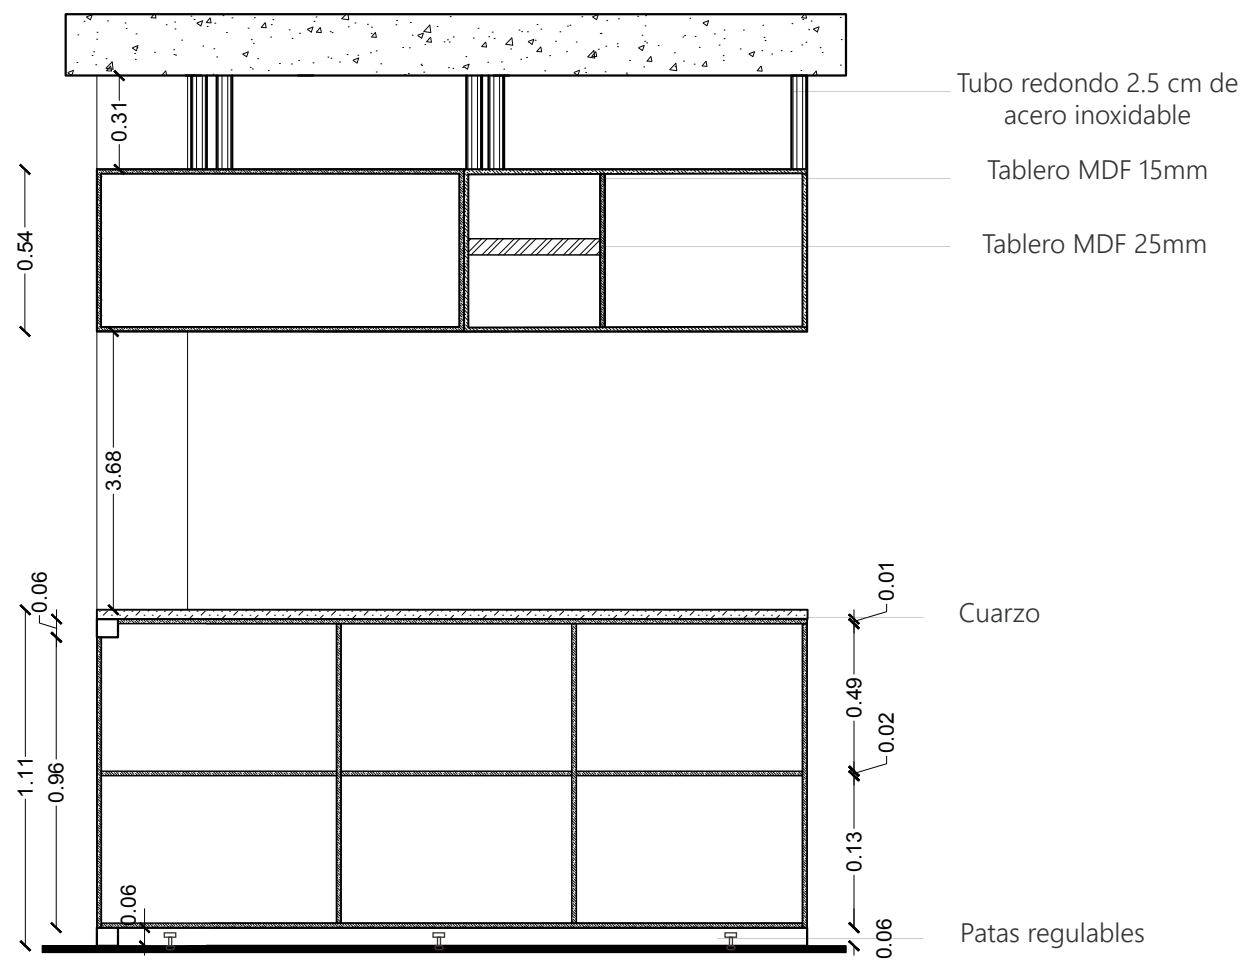 Tubo redondo 2.5 cm de
acero inoxidable
0.31
Tablero MDF 15mm
0.54
Tablero MDF 25mm
3.68
0.06
0.01
Cuarzo
0.49
0.02
1.11
0.96
0.13
0.06
0.06
Patas regulables